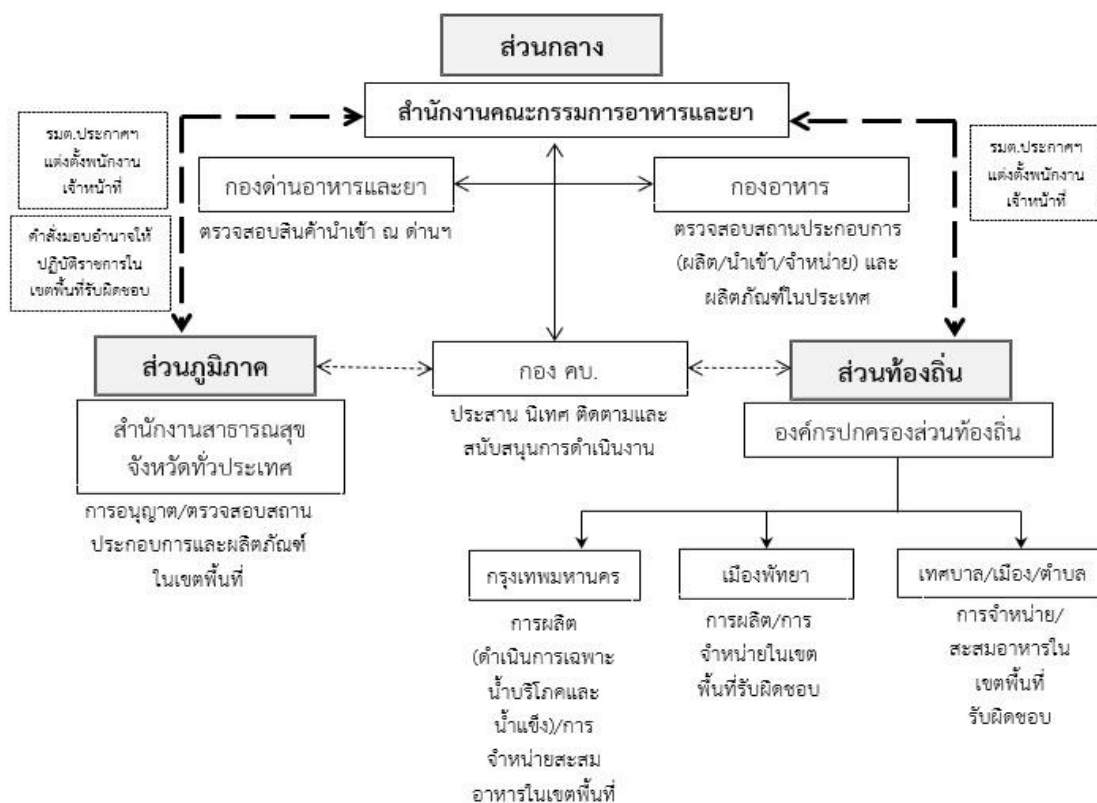 ส่วนกลาง
สำนักงานคณะกรรมการอาหารและยา
รมต.ประกาศฯ
แต่งตั้งพนักงาน
เจ้าหน้าที่
คำสั่งมอบอำนาจให้
ปฏิบัติราชการใน
เขตพื้นที่รับผิดชอบ
กองด่านอาหารและยา
ตรวจสอบสินค้านำเข้า ณ ด่านฯ
กองอาหาร
ตรวจสอบสถานประกอบการ
(ผลิต/นำเข้า/จำหน่าย) และ
ผลิตภัณฑ์ในประเทศ
รมต.ประกาศฯ
แต่งตั้งพนักงาน
เจ้าหน้าที่
ส่วนภูมิภาค
สำนักงานสาธารณสุข
จังหวัดทั่วประเทศ
การอนุญาต/ตรวจสอบสถาน
ประกอบการและผลิตภัณฑ์
ในเขตพื้นที่
กอง คบ.
ประสาน นิเทศ ติดตามและ
สนับสนุนการดำเนินงาน
ส่วนท้องถิ่น
องค์กรปกครองส่วนท้องถิ่น
กรุงเทพมหานคร
การผลิต
(ดำเนินการเฉพาะ
น้ำบริโภคและ
น้ำแข็ง)/การ
จำหน่ายสะสม
อาหารในเขตพื้นที่
เมืองพัทยา
การผลิต/การ
จำหน่ายในเขต
พื้นที่รับผิดชอบ
เทศบาล/เมือง/ตำบล
การจำหน่าย/
สะสมอาหารใน
เขตพื้นที่
รับผิดชอบ